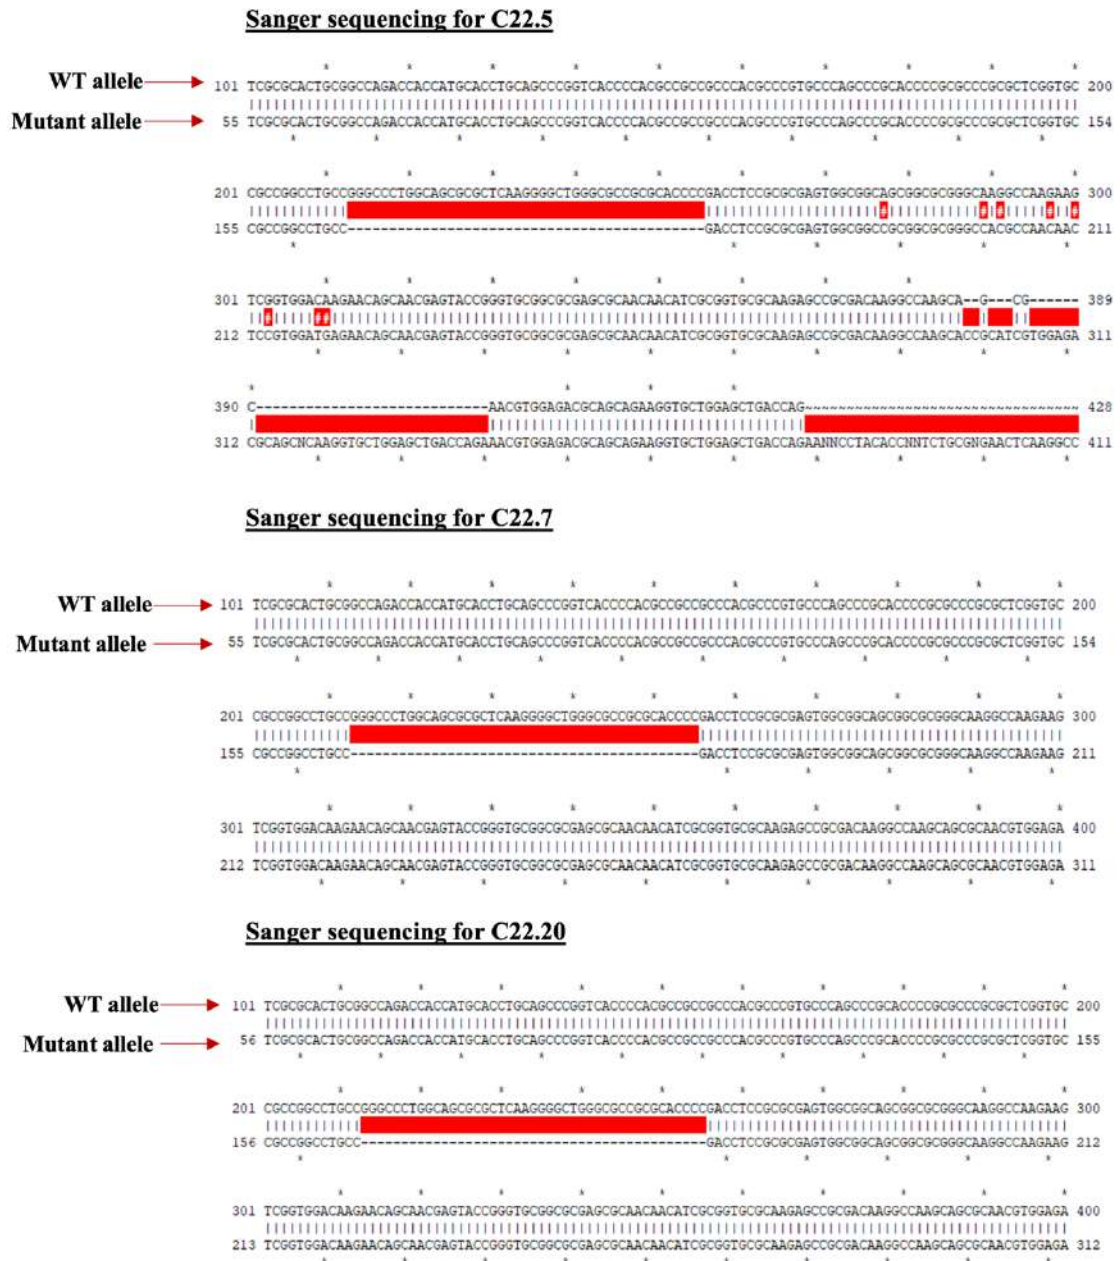 Sanger sequencing for C22.5
WT allele 101 TCGCGCACTGCGGCCAGACCACCATGCACCTGCAGCCCGGTCACCCCACGCCGCCGCCCACGCCCGTGCCCAGCCCGCACCCCGCGCCCGCGCTCGGTGC 200
Mutant allele 55 TCGCGCACTGCGGCCAGACCACCATGCACCTGCAGCCCGGTCACCCCACGCCGCCGCCCACGCCCGTGCCCAGCCCGCACCCCGCGCCCGCGCTCGGTGC 154
201 CGCCGGCCTGCCGGGCCCTGGCAGCGCGCTCAAGGGGCTGGGCGCCGCGCACCCCGACCTCCGCGCGAGTGGCGGCAGCGGCGCGGGCAAGGCCAAGAAG 300
# # # # #
155 CGCCGGCCTGCC-------------------------------------------GACCTCCGCGCGAGTGGCGGCCGCGGCGCGGGCCACGCCAACAAC 211
301 TCGGTGGACAAGAACAGCAACGAGTACCGGGTGCGGCGCGAGCGCAACAACATCGCGGTGCGCAAGAGCCGCGACAAGGCCAAGCA--G---CG------ 389
# ##
212 TCCGTGGATGAGAACAGCAACGAGTACCGGGTGCGGCGCGAGCGCAACAACATCGCGGTGCGCAAGAGCCGCGACAAGGCCAAGCACCGCATCGTGGAGA 311
390 C----------------------------AACGTGGAGACGCAGCAGAAGGTGCTGGAGCTGACCAG~~~~~~~~~~~~~~~~~~~~~~~~~~~~~~~~~ 428
312 CGCAGCNCAAGGTGCTGGAGCTGACCAGAAACGTGGAGACGCAGCAGAAGGTGCTGGAGCTGACCAGAANNCCTACACCNNTCTGCGNGAACTCAAGGCC 411
Sanger sequencing for C22.7
WT allele 101 TCGCGCACTGCGGCCAGACCACCATGCACCTGCAGCCCGGTCACCCCACGCCGCCGCCCACGCCCGTGCCCAGCCCGCACCCCGCGCCCGCGCTCGGTGC 200
Mutant allele 55 TCGCGCACTGCGGCCAGACCACCATGCACCTGCAGCCCGGTCACCCCACGCCGCCGCCCACGCCCGTGCCCAGCCCGCACCCCGCGCCCGCGCTCGGTGC 154
201 CGCCGGCCTGCCGGGCCCTGGCAGCGCGCTCAAGGGGCTGGGCGCCGCGCACCCCGACCTCCGCGCGAGTGGCGGCAGCGGCGCGGGCAAGGCCAAGAAG 300
155 CGCCGGCCTGCC-------------------------------------------GACCTCCGCGCGAGTGGCGGCAGCGGCGCGGGCAAGGCCAAGAAG 211
301 TCGGTGGACAAGAACAGCAACGAGTACCGGGTGCGGCGCGAGCGCAACAACATCGCGGTGCGCAAGAGCCGCGACAAGGCCAAGCAGCGCAACGTGGAGA 400
212 TCGGTGGACAAGAACAGCAACGAGTACCGGGTGCGGCGCGAGCGCAACAACATCGCGGTGCGCAAGAGCCGCGACAAGGCCAAGCAGCGCAACGTGGAGA 311
Sanger sequencing for C22.20
WT allele 101 TCGCGCACTGCGGCCAGACCACCATGCACCTGCAGCCCGGTCACCCCACGCCGCCGCCCACGCCCGTGCCCAGCCCGCACCCCGCGCCCGCGCTCGGTGC 200
Mutant allele 56 TCGCGCACTGCGGCCAGACCACCATGCACCTGCAGCCCGGTCACCCCACGCCGCCGCCCACGCCCGTGCCCAGCCCGCACCCCGCGCCCGCGCTCGGTGC 155
201 CGCCGGCCTGCCGGGCCCTGGCAGCGCGCTCAAGGGGCTGGGCGCCGCGCACCCCGACCTCCGCGCGAGTGGCGGCAGCGGCGCGGGCAAGGCCAAGAAG 300
156 CGCCGGCCTGCC-------------------------------------------GACCTCCGCGCGAGTGGCGGCAGCGGCGCGGGCAAGGCCAAGAAG 212
301 TCGGTGGACAAGAACAGCAACGAGTACCGGGTGCGGCGCGAGCGCAACAACATCGCGGTGCGCAAGAGCCGCGACAAGGCCAAGCAGCGCAACGTGGAGA 400
213 TCGGTGGACAAGAACAGCAACGAGTACCGGGTGCGGCGCGAGCGCAACAACATCGCGGTGCGCAAGAGCCGCGACAAGGCCAAGCAGCGCAACGTGGAGA 312